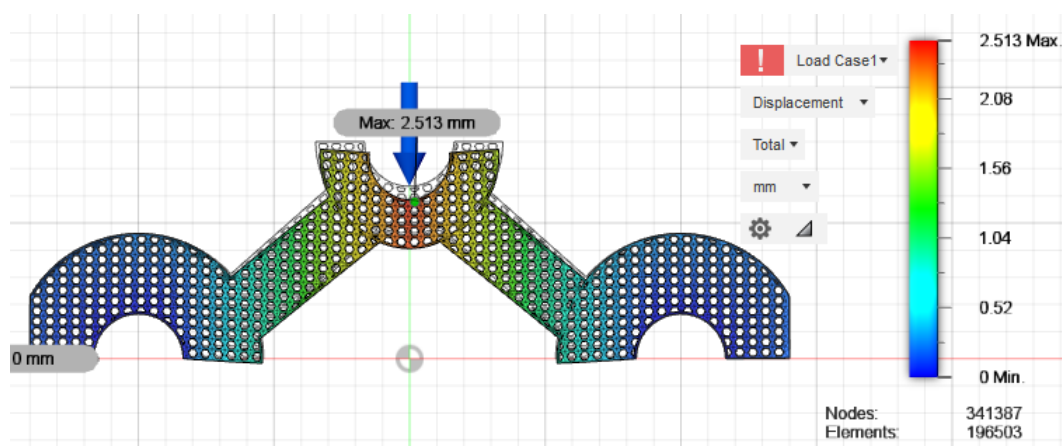 2.513 Max.
! Load Case1
2.08
Displacement
Max: 2.513 mm
Total
1.56
mm
1.04
0.52
0 mm
0 Min.
Nodes: 341387
Elements: 196503